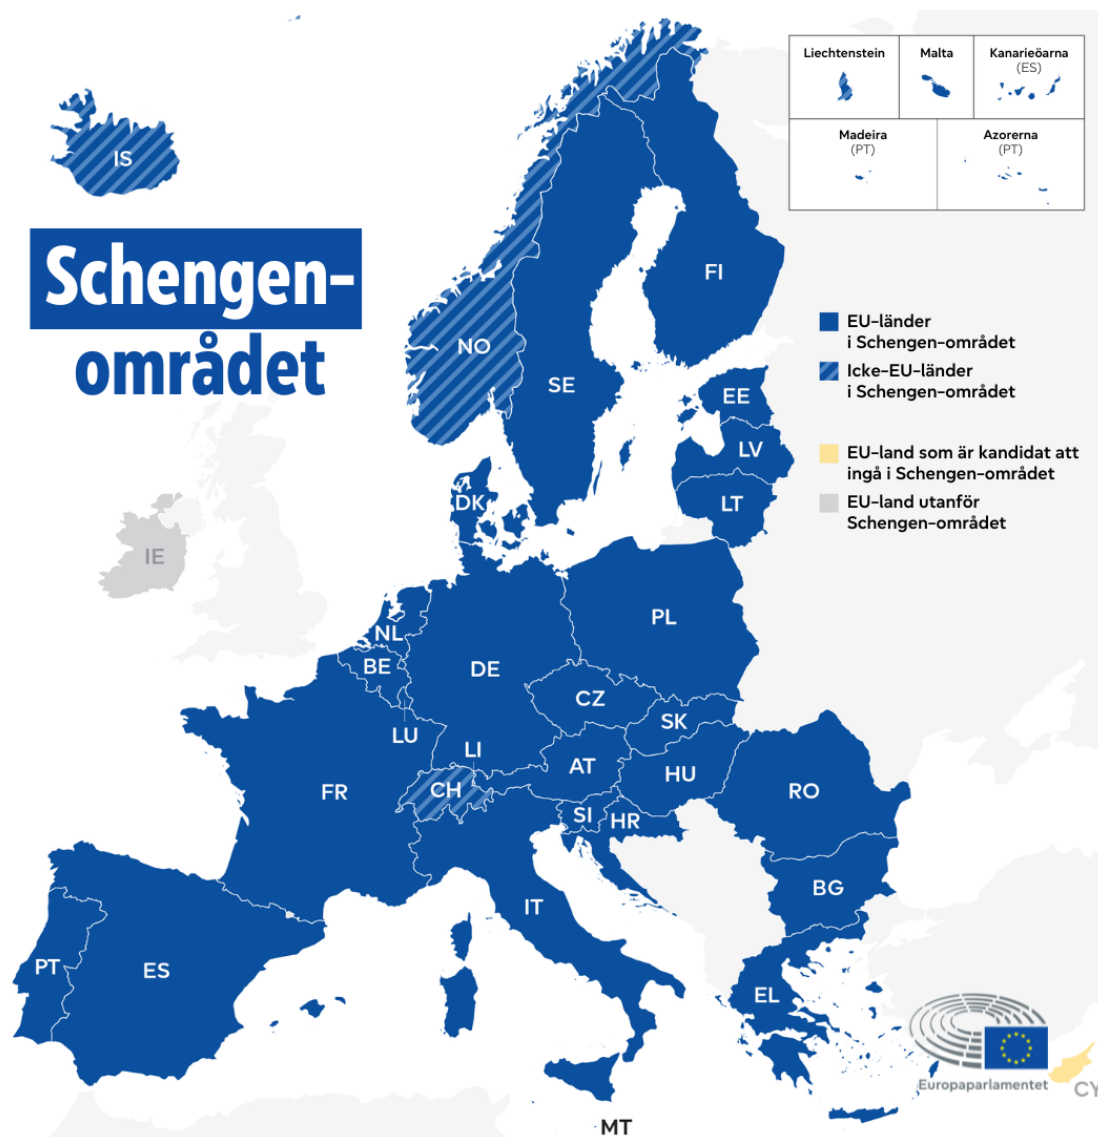 Liechtenstein
Malta
Kanarieöarna
(ES)
Madeira
(PT)
Azorerna
(PT)
IS
Schengen-
området
FI
NO
SE
EU-länder
i Schengen-området
Icke-EU-länder
i Schengen-området
EU-land som är kandidat att
ingå i Schengen-området
EU-land utanför
Schengen-området
EE
LV
LT
DK
IE
PL
NL
BE
DE
CZ
SK
LU
LI
AT
HU
CH
FR
RO
SI
HR
BG
IT
PT
ES
EL
Europaparlamentet
CY
MT